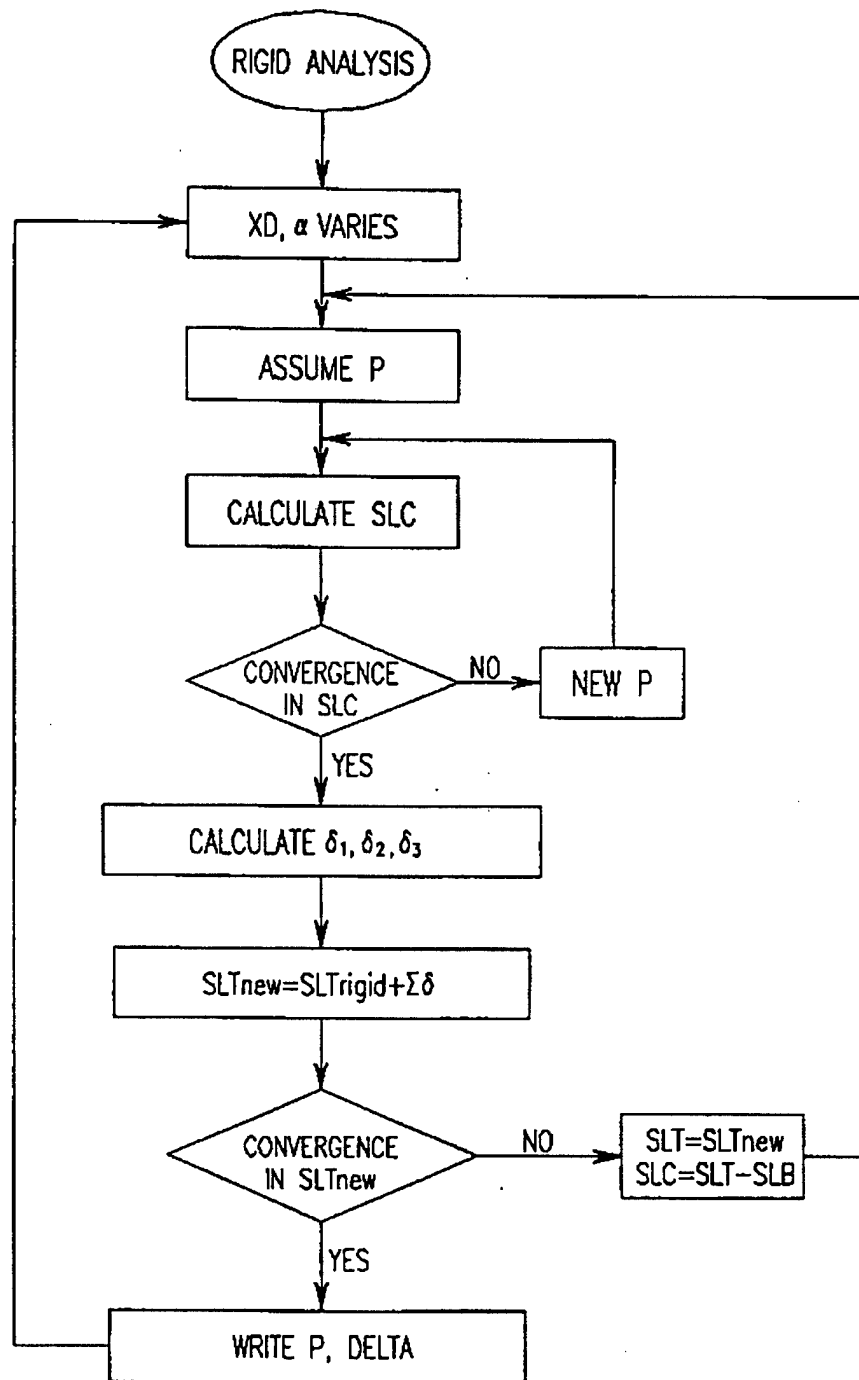 RIGID ANALYSIS
XD, α VARIES
ASSUME P
CALCULATE SLC
CONVERGENCE
IN SLC
NO
NEW P
YES
CALCULATE δ₁, δ₂, δ₃
SLTnew=SLTrigid+Σδ
CONVERGENCE
IN SLTnew
NO
SLT=SLTnew
SLC=SLT-SLB
YES
WRITE P, DELTA